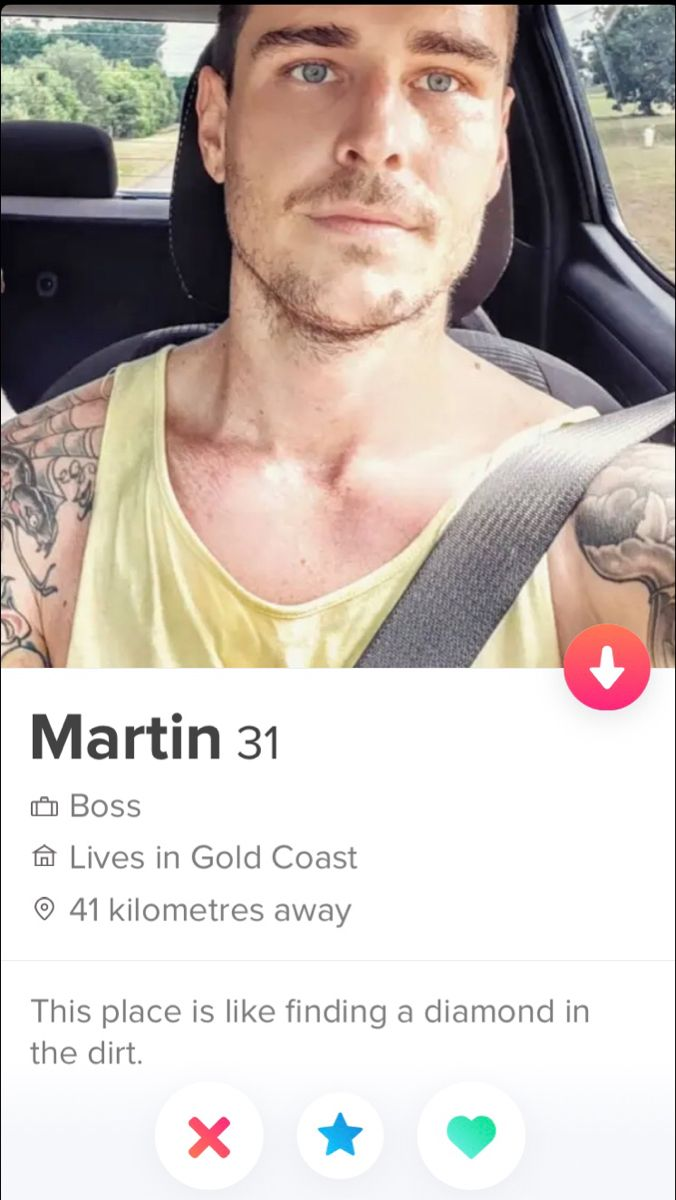 Martin 31
Boss
Lives in Gold Coast
41 kilometres away
This place is like finding a diamond in
the dirt.